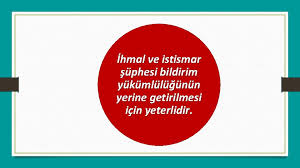 İhmal ve istismar
şüphesi bildirim
yükümlülüğünün
yerine getirilmesi
için yeterlidir.